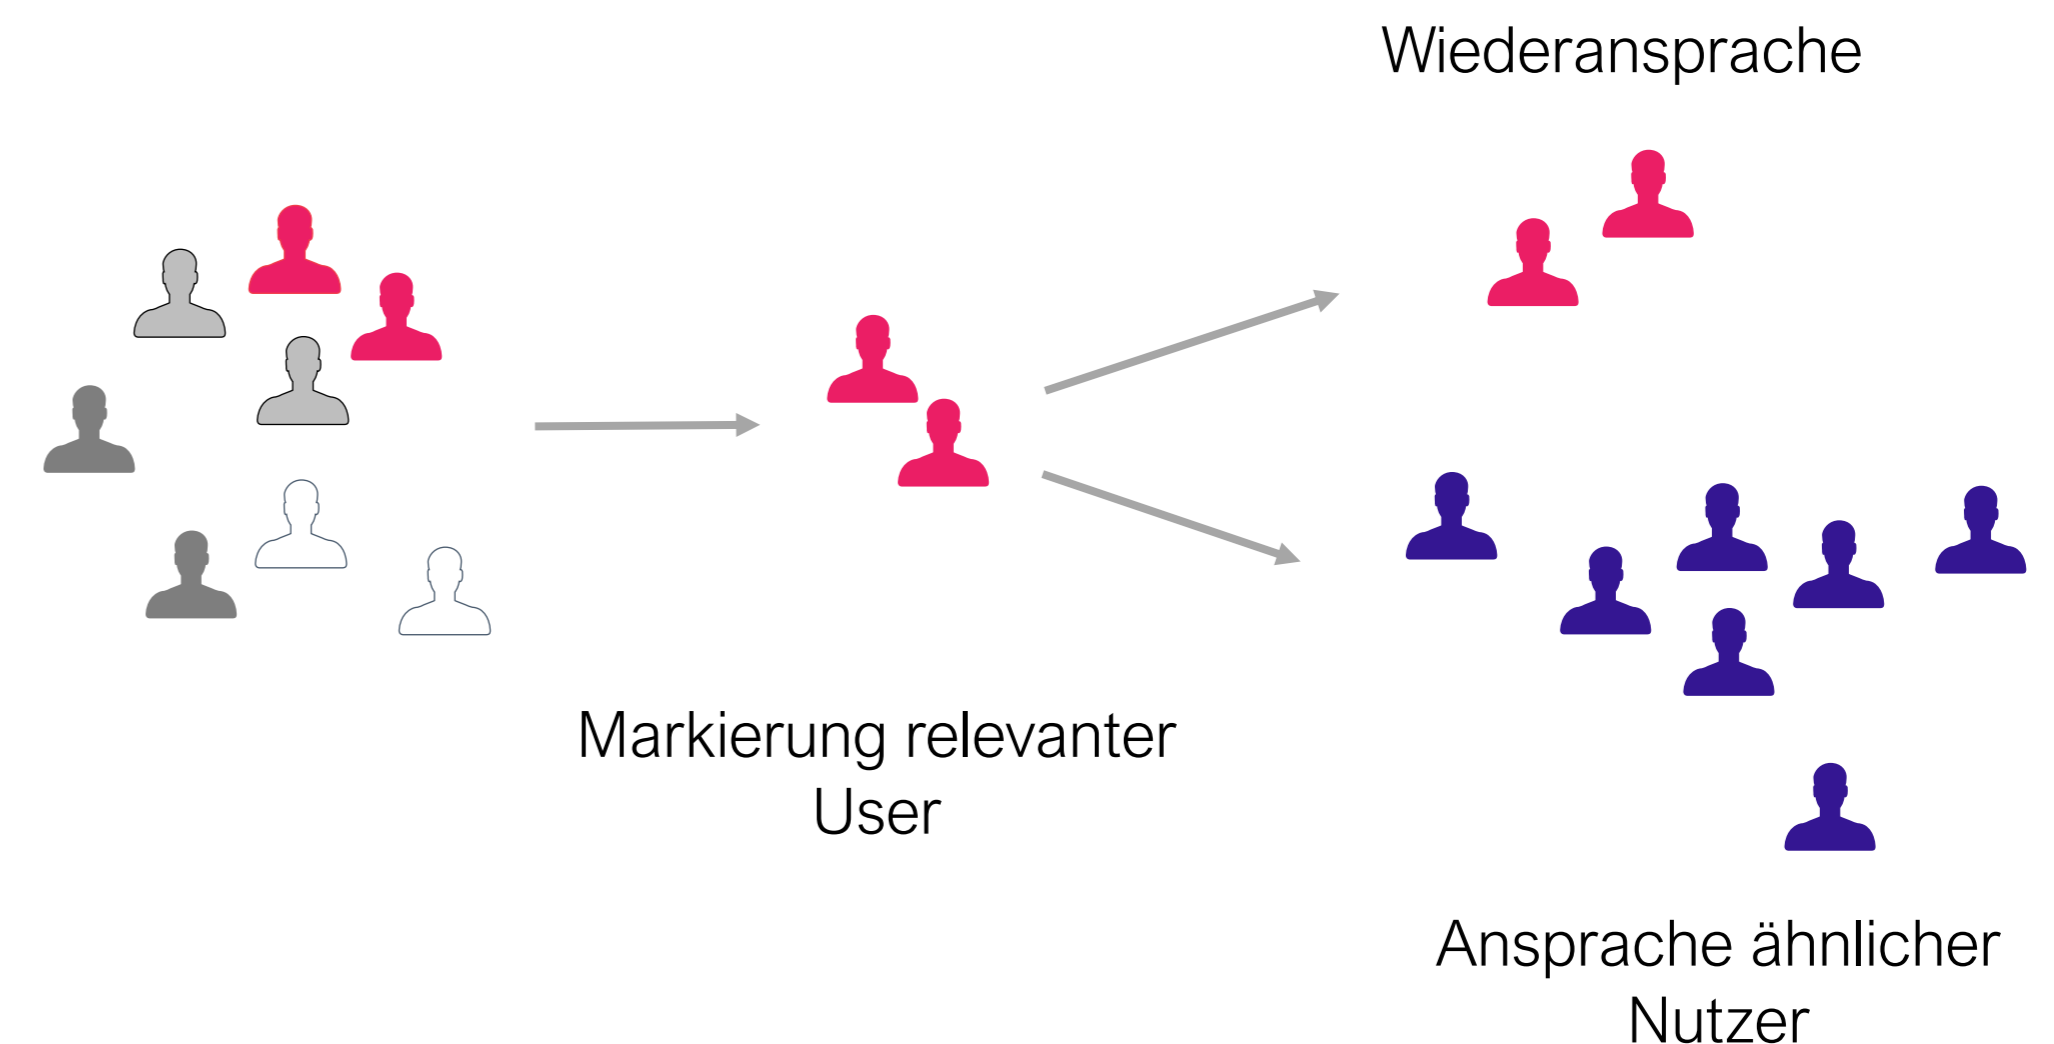 Wiederansprache
Markierung relevanter
User
Ansprache ähnlicher
Nutzer